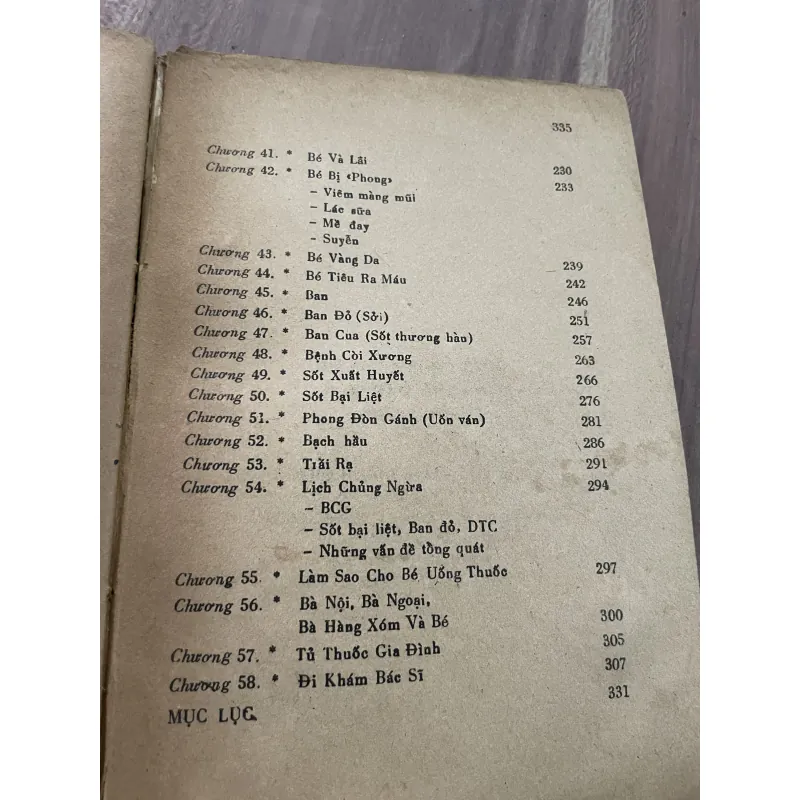 335
Chương 41. * Bé Và Lãi 230
Chương 42. * Bé Bị «Phong» 233
– Viêm màng mũi
– Lác sữa
– Mề đay
– Suyễn
Chương 43. * Bé Vàng Da 239
Chương 44. * Bé Tiêu Ra Máu 242
Chương 45. * Ban 246
Chương 46. * Ban Đỏ (Sởi) 251
Chương 47. * Ban Cua (Sốt thương hàn) 257
Chương 48. * Bệnh Còi Xương 263
Chương 49. * Sốt Xuất Huyết 266
Chương 50. * Sốt Bại Liệt 276
Chương 51. * Phong Đòn Gánh (Uốn ván) 281
Chương 52. * Bạch hầu 286
Chương 53. * Trái Rạ 291
Chương 54. * Lịch Chủng Ngừa 294
– BCG
– Sốt bại liệt, Ban đỏ, DTC
– Những vấn đề tổng quát
Chương 55. * Làm Sao Cho Bé Uống Thuốc 297
Chương 56. * Bà Nội, Bà Ngoại,
Bà Hàng Xóm Và Bé 300
Chương 57. * Tủ Thuốc Gia Đình 305
Chương 58. * Đi Khám Bác Sĩ 307
MỤC LỤC 331